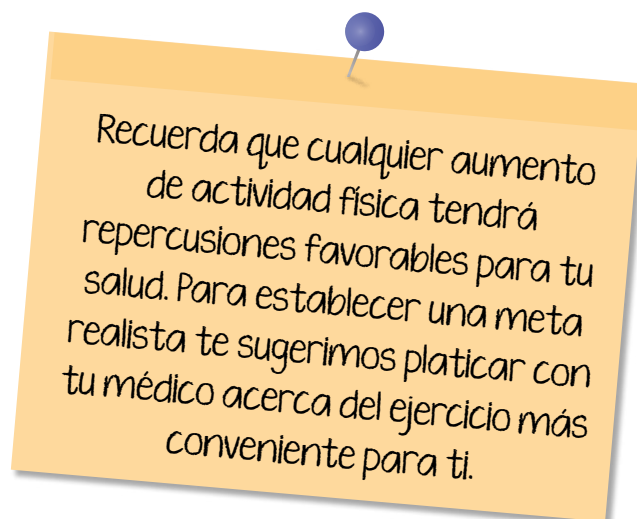 Recuerda que cualquier aumento
de actividad física tendrá
repercusiones favorables para tu
salud. Para establecer una meta
realista te sugerimos platicar con
tu médico acerca del ejercicio más
conveniente para ti.